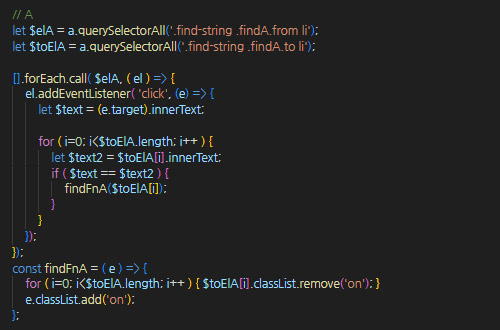 // A
let $elA = a.querySelectorAll('.find-string .findA.from li');
let $toElA = a.querySelectorAll('.find-string .findA.to li');
[].forEach.call( $elA, ( el ) => {
el.addEventListener( 'click', (e) => {
let $text = (e.target).innerText;
for ( i=0; i<$toElA.length; i++ ) {
let $text2 = $toElA[i].innerText;
if ( $text == $text2 ) {
findFnA($toElA[i]);
}
}
});
});
const findFnA = ( e ) => {
for ( i=0; i<$toElA.length; i++ ) { $toElA[i].classList.remove('on'); }
e.classList.add('on');
};